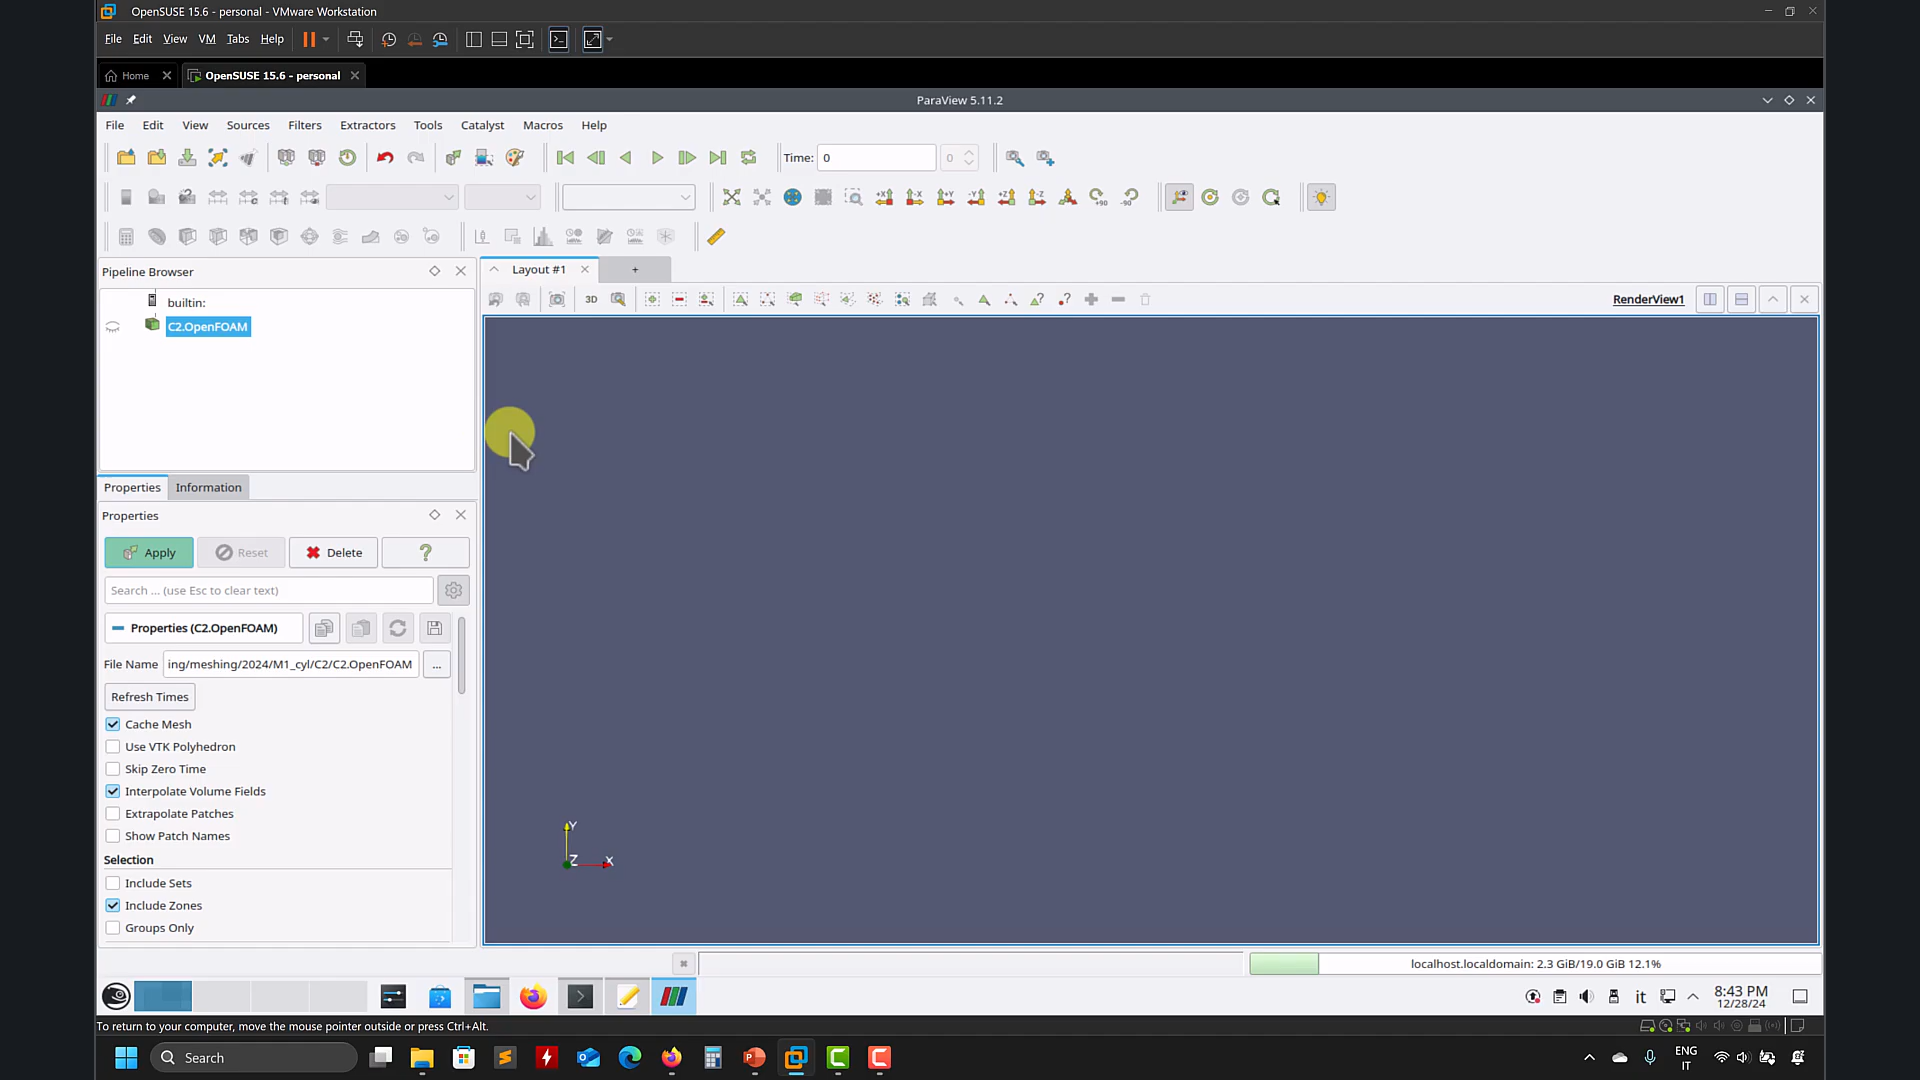 OpenSUSE 15.6 - personal - VMware Workstation
File Edit View VM Tabs Help
Home OpenSUSE 15.6 - personal
ParaView 5.11.2
File Edit View Sources Filters Extractors Tools Catalyst Macros Help
Time: 0 0
+X -X +Y -Y +Z -Z +90 -90
Pipeline Browser
Layout #1 +
builtin:
3D
RenderView1
C2.OpenFOAM
Properties Information
Properties
Apply Reset Delete ?
Search ... (use Esc to clear text)
Properties (C2.OpenFOAM)
File Name ing/meshing/2024/M1_cyl/C2/C2.OpenFOAM ...
Refresh Times
Cache Mesh
Use VTK Polyhedron
Skip Zero Time
Interpolate Volume Fields
Extrapolate Patches
Show Patch Names
Selection
Include Sets
Include Zones
Groups Only
Y
Z X
localhost.localdomain: 2.3 GiB/19.0 GiB 12.1%
it 8:43 PM
12/28/24
To return to your computer, move the mouse pointer outside or press Ctrl+Alt.
Search
ENG
IT